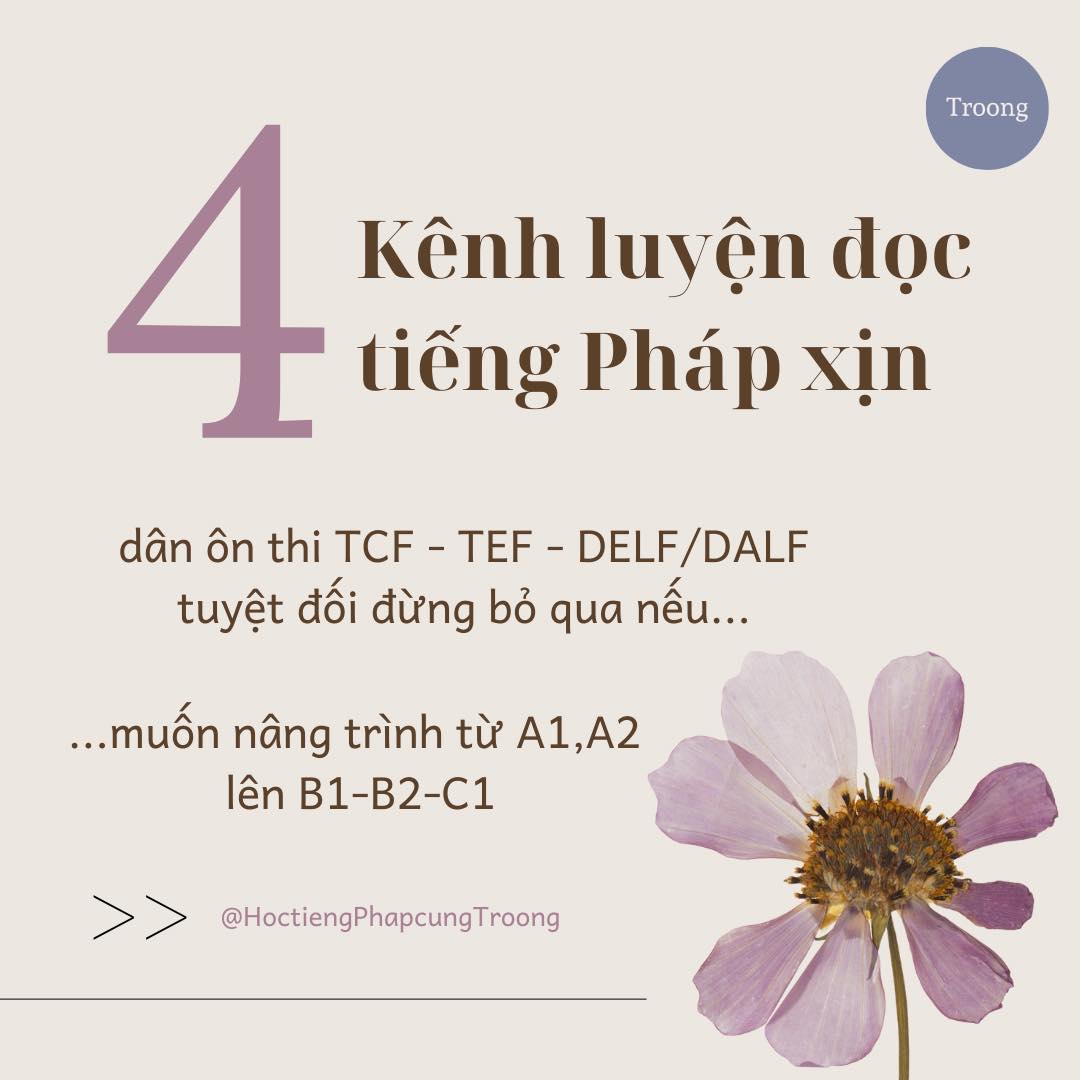 Troong
4
Kênh luyện đọc
tiếng Pháp xịn
dân ôn thi TCF - TEF - DELF/DALF
tuyệt đối đừng bỏ qua nếu...
...muốn nâng trình từ A1,A2
lên B1-B2-C1
>> @HoctiengPhapcungTroong